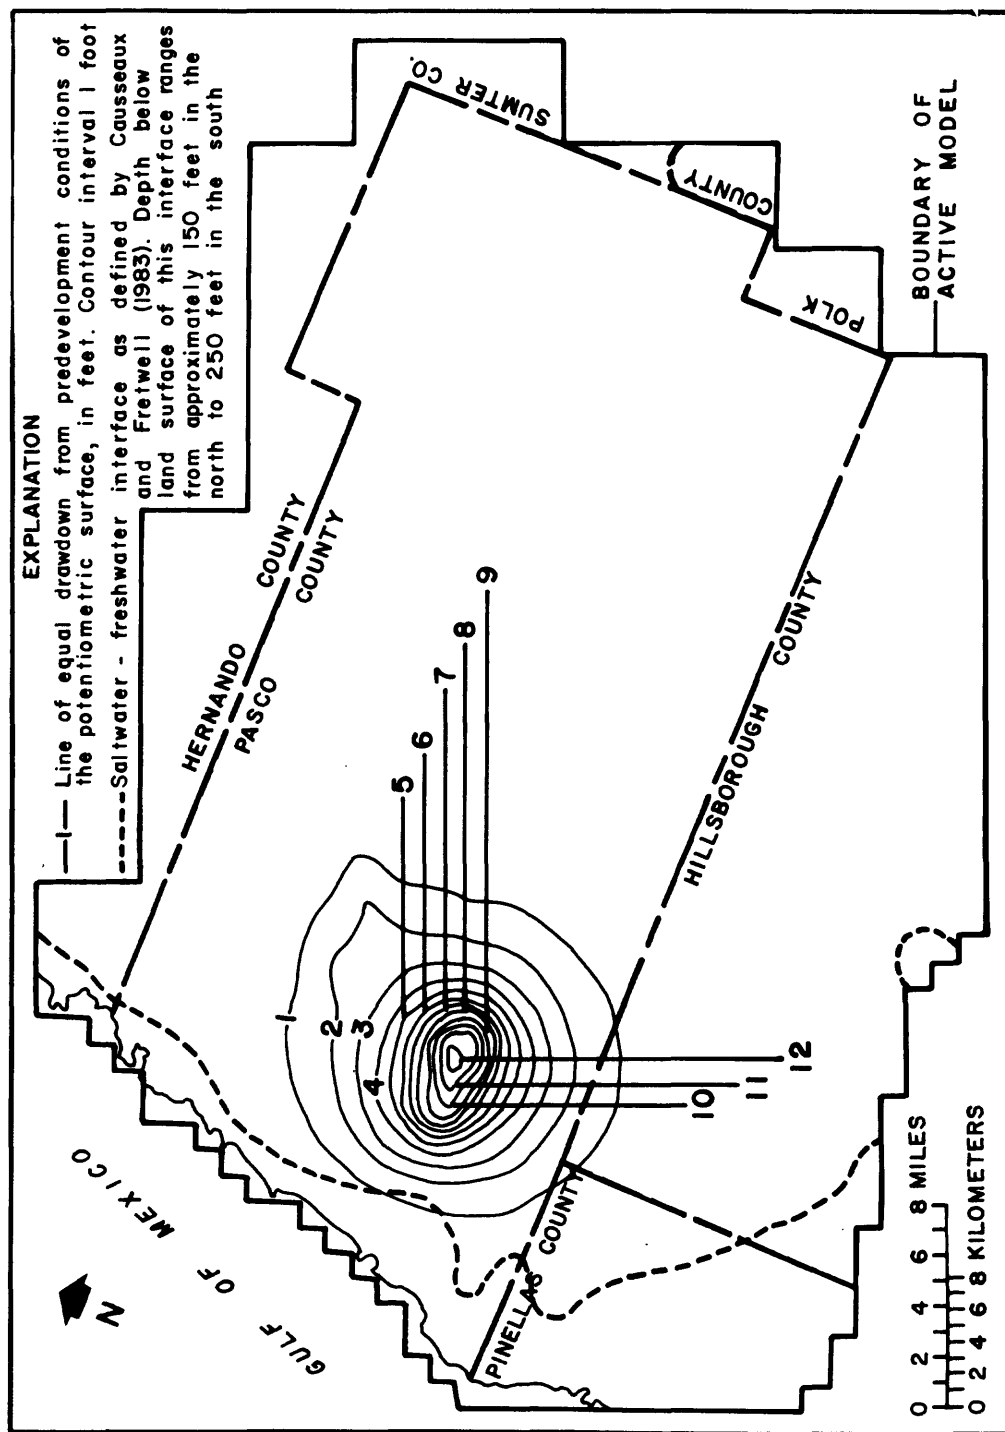 EXPLANATION
—1— Line of equal drawdown from predevelopment conditions of
the potentiometric surface, in feet. Contour interval 1 foot
-----Saltwater - freshwater interface as defined by Causseaux
and Fretwell (1983). Depth below
land surface of this interface ranges
from approximately 150 feet in the
north to 250 feet in the south
N
GULF OF MEXICO
HERNANDO COUNTY
PASCO COUNTY
SUMTER CO.
POLK COUNTY
HILLSBOROUGH COUNTY
PINELLAS COUNTY
1
2
3
4
5
6
7
8
9
10
11
12
BOUNDARY OF
ACTIVE MODEL
0 2 4 6 8 MILES
0 2 4 6 8 KILOMETERS